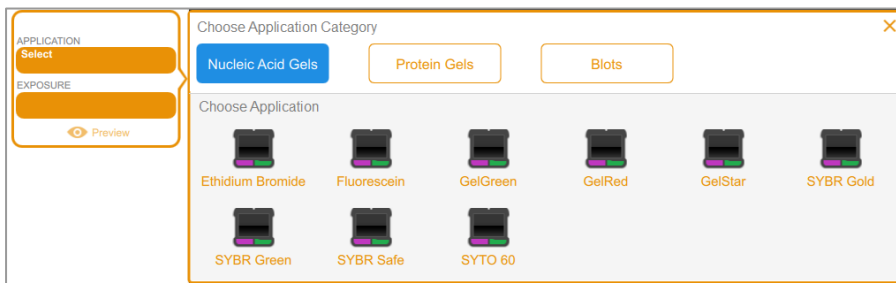 Choose Application Category
APPLICATION
Select
Nucleic Acid Gels
Protein Gels
Blots
EXPOSURE
Preview
Choose Application
Ethidium Bromide
Fluorescein
GelGreen
GelRed
GelStar
SYBR Gold
SYBR Green
SYBR Safe
SYTO 60